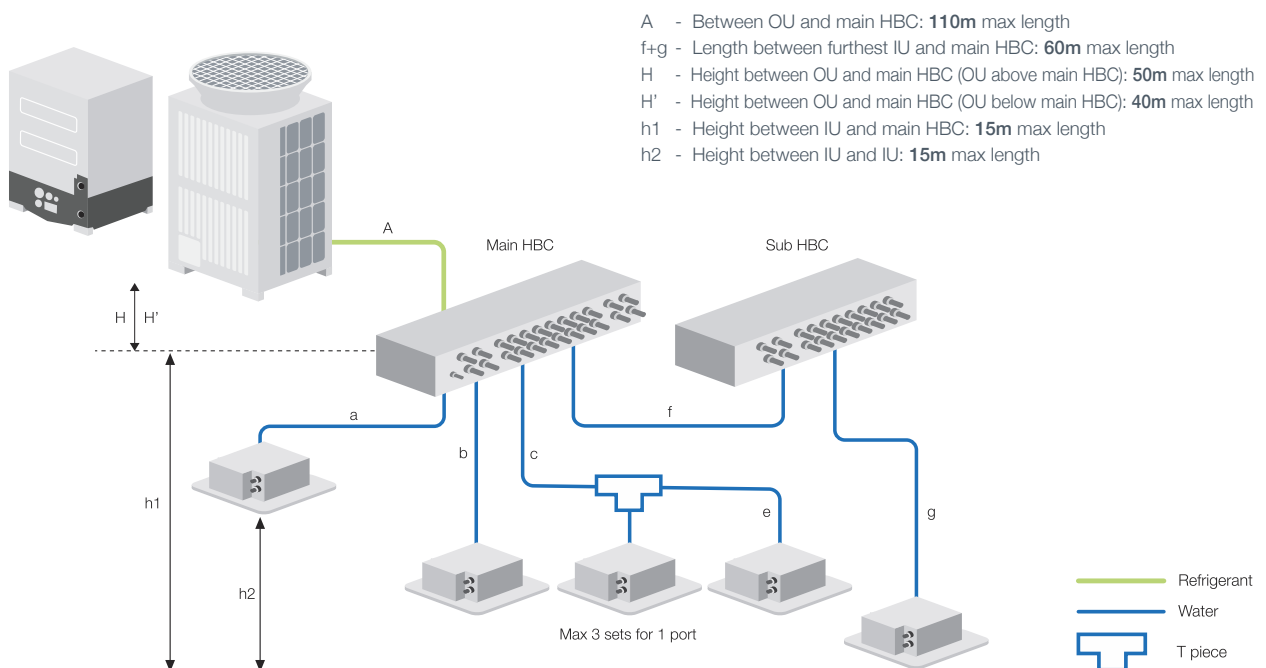 A - Between OU and main HBC: 110m max length
f+g - Length between furthest IU and main HBC: 60m max length
H - Height between OU and main HBC (OU above main HBC): 50m max length
H' - Height between OU and main HBC (OU below main HBC): 40m max length
h1 - Height between IU and main HBC: 15m max length
h2 - Height between IU and IU: 15m max length
A
Main HBC
Sub HBC
H
H'
a
f
b
c
h1
e
g
h2
Refrigerant
Water
Max 3 sets for 1 port
T piece